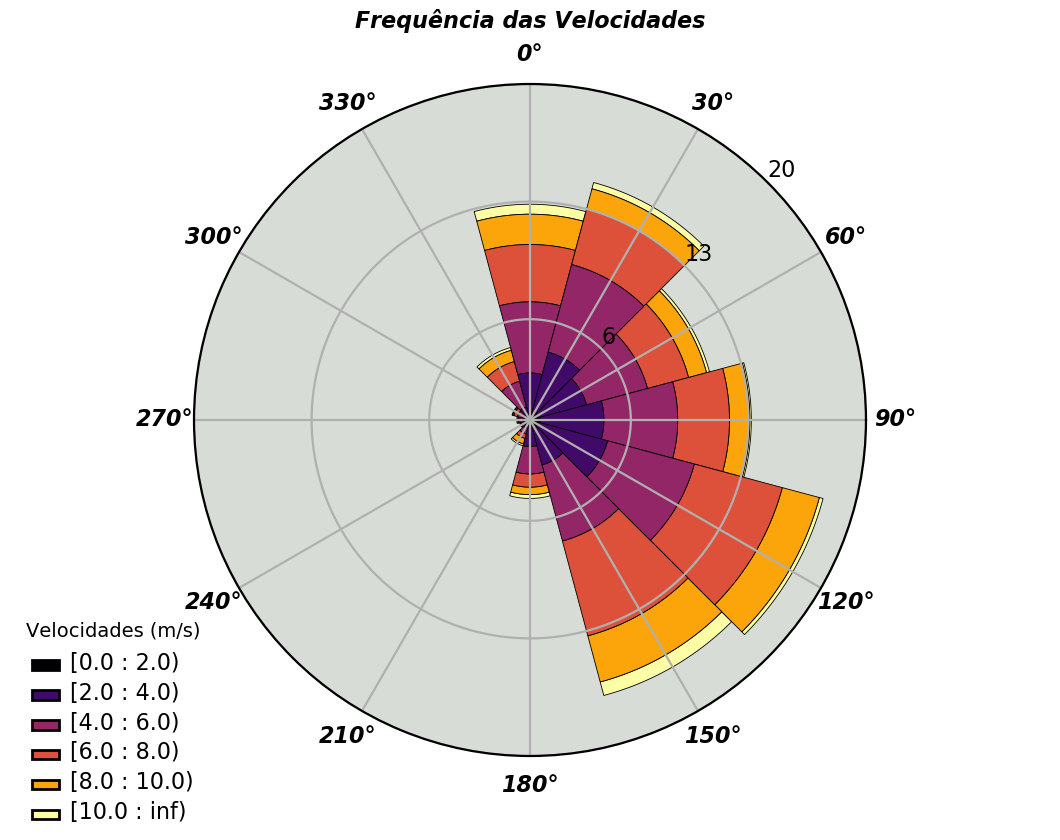 Frequência das Velocidades
0°
330°
30°
20
300°
60°
13
6
270°
90°
240°
120°
210°
150°
180°
Velocidades (m/s)
[0.0 : 2.0)
[2.0 : 4.0)
[4.0 : 6.0)
[6.0 : 8.0)
[8.0 : 10.0)
[10.0 : inf)